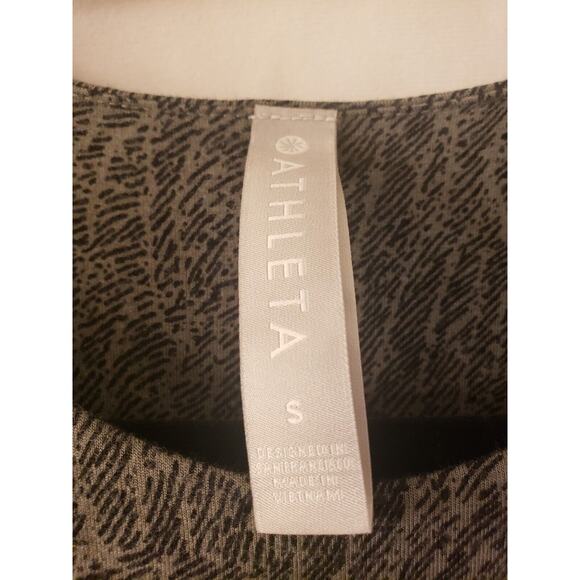 ATHLETA
S
DESIGNED IN
SAN FRANCISCO
MADE IN
VIETNAM